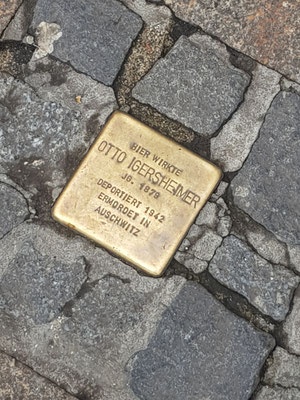 HIER WIRKTE
OTTO IGERSHEIMER
JG. 1879
DEPORTIERT 1942
ERMORDET IN
AUSCHWITZ